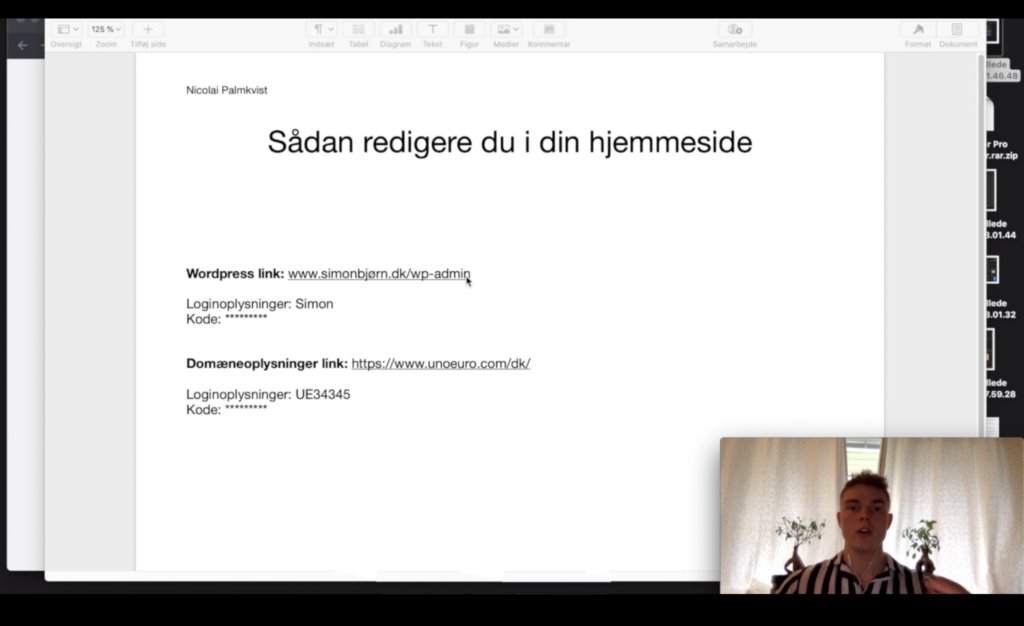 125 %
Oversigt Zoom Tilføj side Indsæt Tabel Diagram Tekst Figur Medier Kommentar Samarbejde Format Dokument
Nicolai Palmkvist
Sådan redigere du i din hjemmeside
Wordpress link: www.simonbjørn.dk/wp-admin
Loginoplysninger: Simon
Kode: *********
Domæneoplysninger link: https://www.unoeuro.com/dk/
Loginoplysninger: UE34345
Kode: *********
llede
1.46.48
r Pro
r.rar.zip
llede
3.01.44
llede
3.01.32
llede
7.59.28